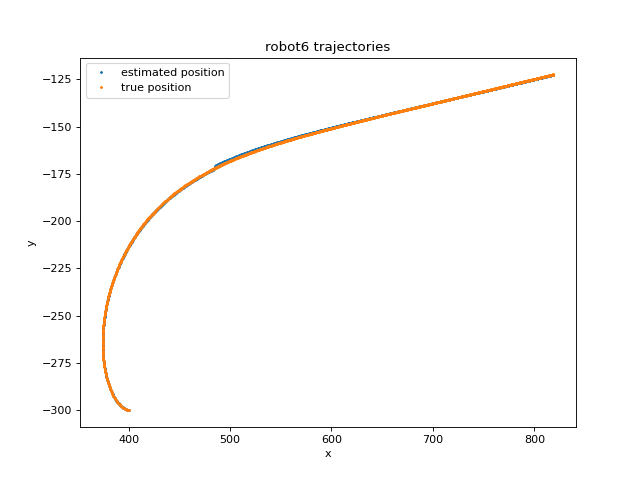 robot6 trajectories
estimated position
true position
−125
−150
−175
−200
−225
−250
−275
−300
y
400
500
600
700
800
x